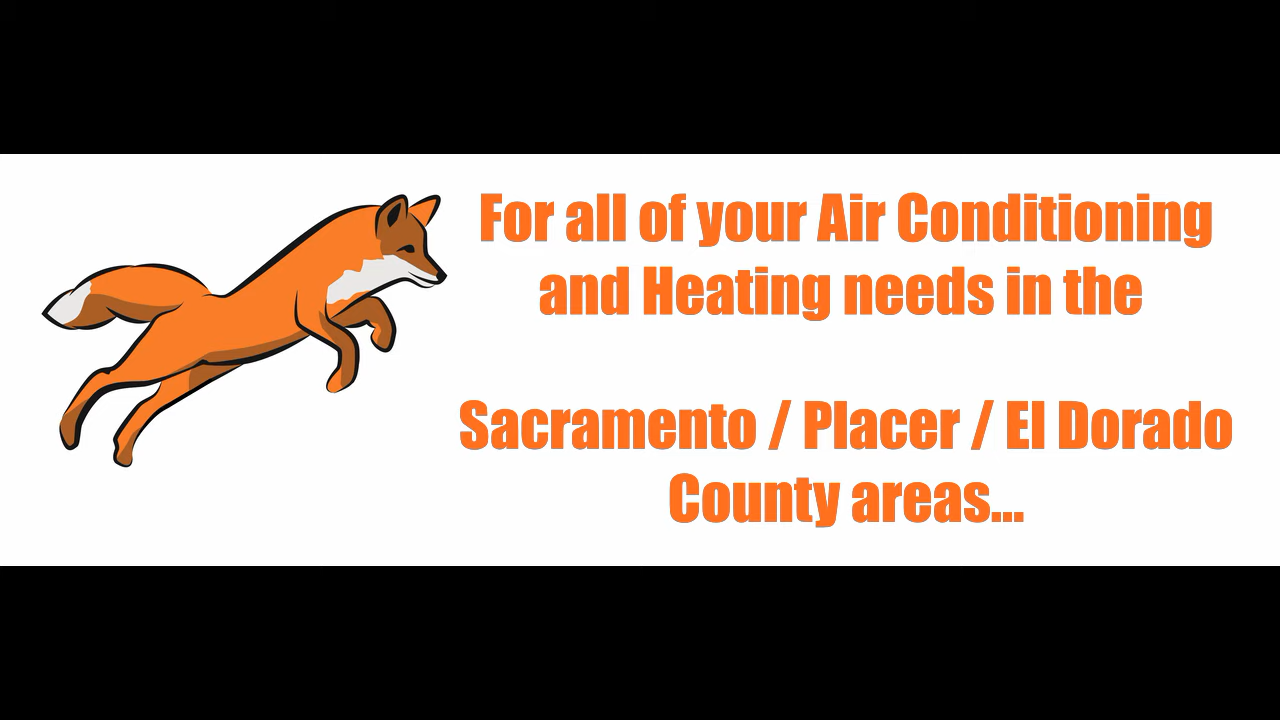 For all of your Air Conditioning
and Heating needs in the
Sacramento / Placer / El Dorado
County areas...